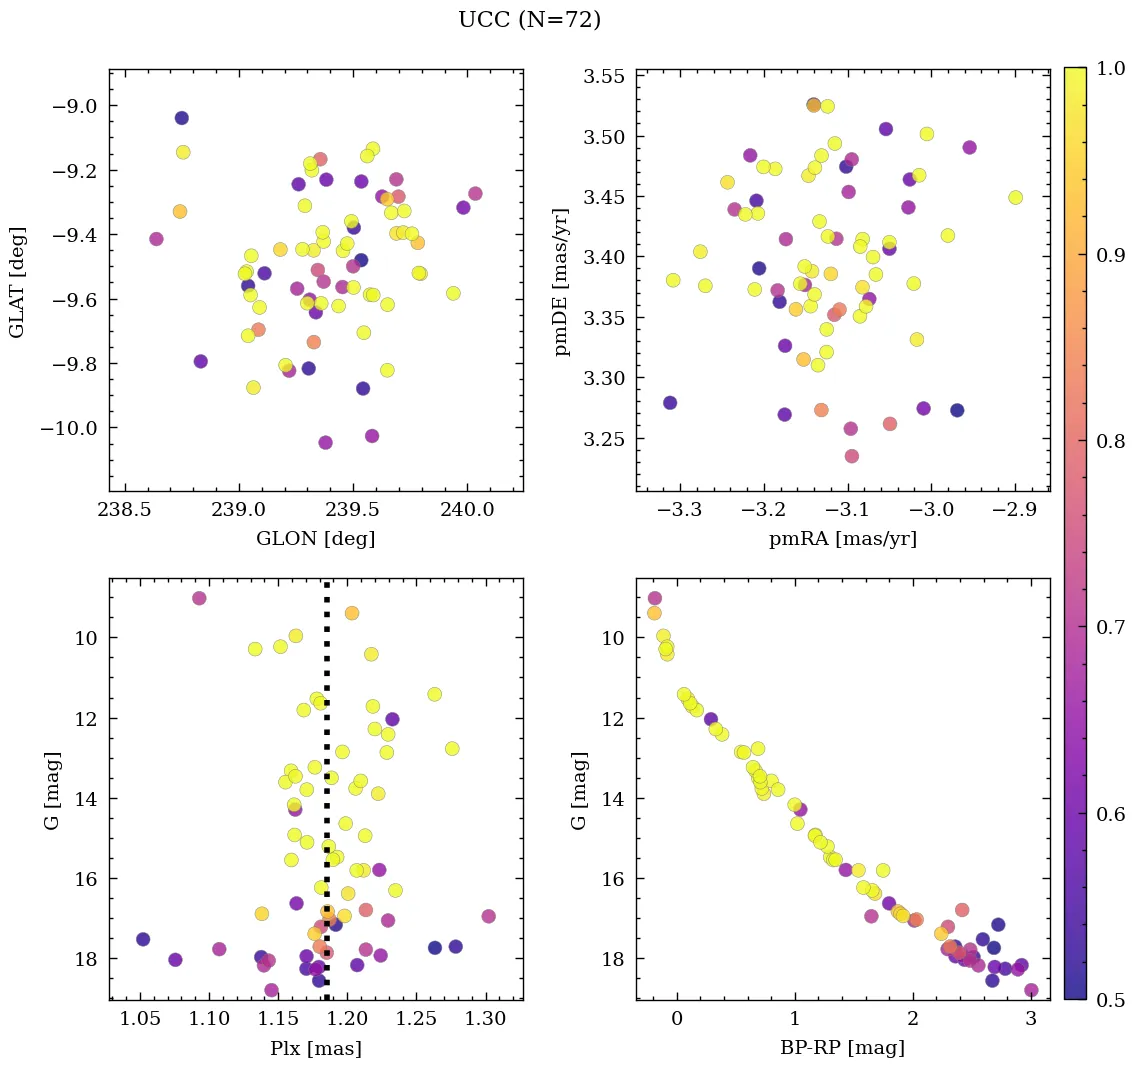 UCC (N=72)
−9.0
−9.2
−9.4
−9.6
−9.8
−10.0
GLAT [deg]
238.5 239.0 239.5 240.0
GLON [deg]
3.55
3.50
3.45
3.40
3.35
3.30
3.25
pmDE [mas/yr]
−3.3 −3.2 −3.1 −3.0 −2.9
pmRA [mas/yr]
10
12
14
16
18
G [mag]
1.05 1.10 1.15 1.20 1.25 1.30
Plx [mas]
10
12
14
16
18
G [mag]
0 1 2 3
BP-RP [mag]
1.0
0.9
0.8
0.7
0.6
0.5